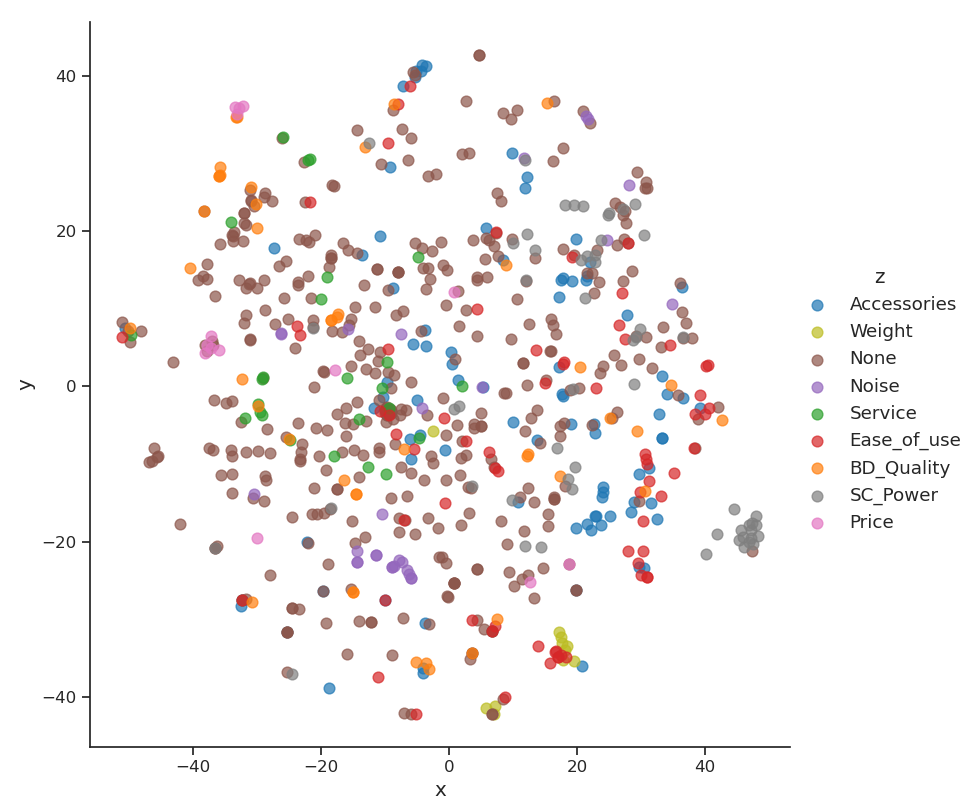 z
Accessories
Weight
None
Noise
Service
Ease_of_use
BD_Quality
SC_Power
Price
y
40
20
0
−20
−40
−40 −20 0 20 40
x